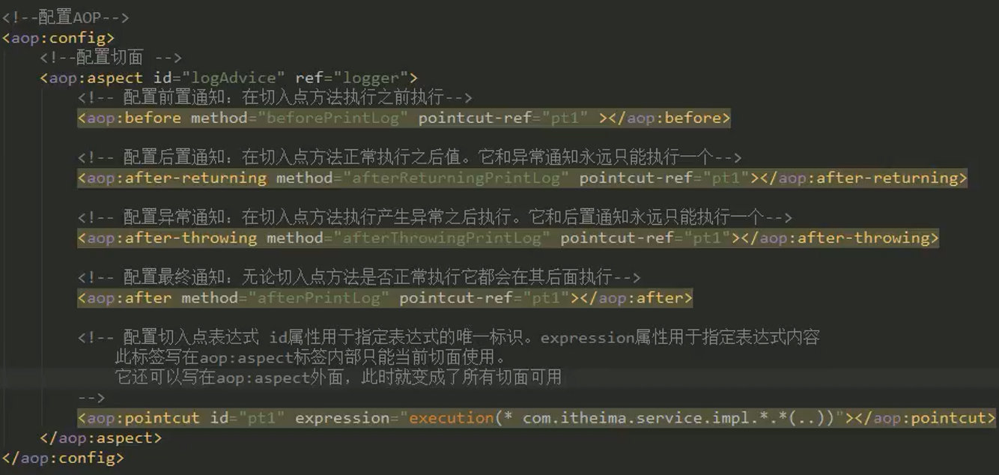 <!--配置AOP-->
<aop:config>
<!--配置切面 -->
<aop:aspect id="logAdvice" ref="logger">
<!-- 配置前置通知：在切入点方法执行之前执行-->
<aop:before method="beforePrintLog" pointcut-ref="pt1" ></aop:before>
<!-- 配置后置通知：在切入点方法正常执行之后值。它和异常通知永远只能执行一个-->
<aop:after-returning method="afterReturningPrintLog" pointcut-ref="pt1"></aop:after-returning>
<!-- 配置异常通知：在切入点方法执行产生异常之后执行。它和后置通知永远只能执行一个-->
<aop:after-throwing method="afterThrowingPrintLog" pointcut-ref="pt1"></aop:after-throwing>
<!-- 配置最终通知：无论切入点方法是否正常执行它都会在其后面执行-->
<aop:after method="afterPrintLog" pointcut-ref="pt1"></aop:after>
<!-- 配置切入点表达式 id属性用于指定表达式的唯一标识。expression属性用于指定表达式内容
此标签写在aop:aspect标签内部只能当前切面使用。
它还可以写在aop:aspect外面，此时就变成了所有切面可用
-->
<aop:pointcut id="pt1" expression="execution(* com.itheima.service.impl.*.*(..))"></aop:pointcut>
</aop:aspect>
</aop:config>